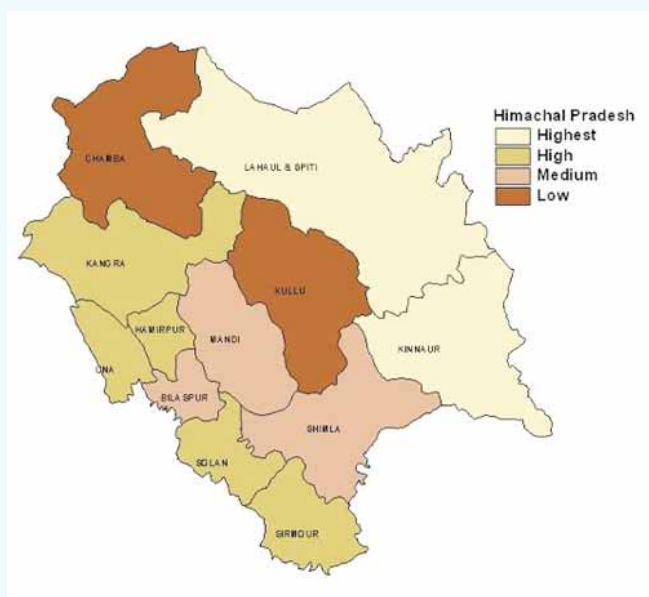 Himachal Pradesh
Highest
High
Medium
Low
CHAMBA
LAHAUL & SPITI
KANGRA
KULLU
HAMIRPUR
MANDI
KINNAUR
UNA
BILASPUR
SHIMLA
SOLAN
SIRMOUR